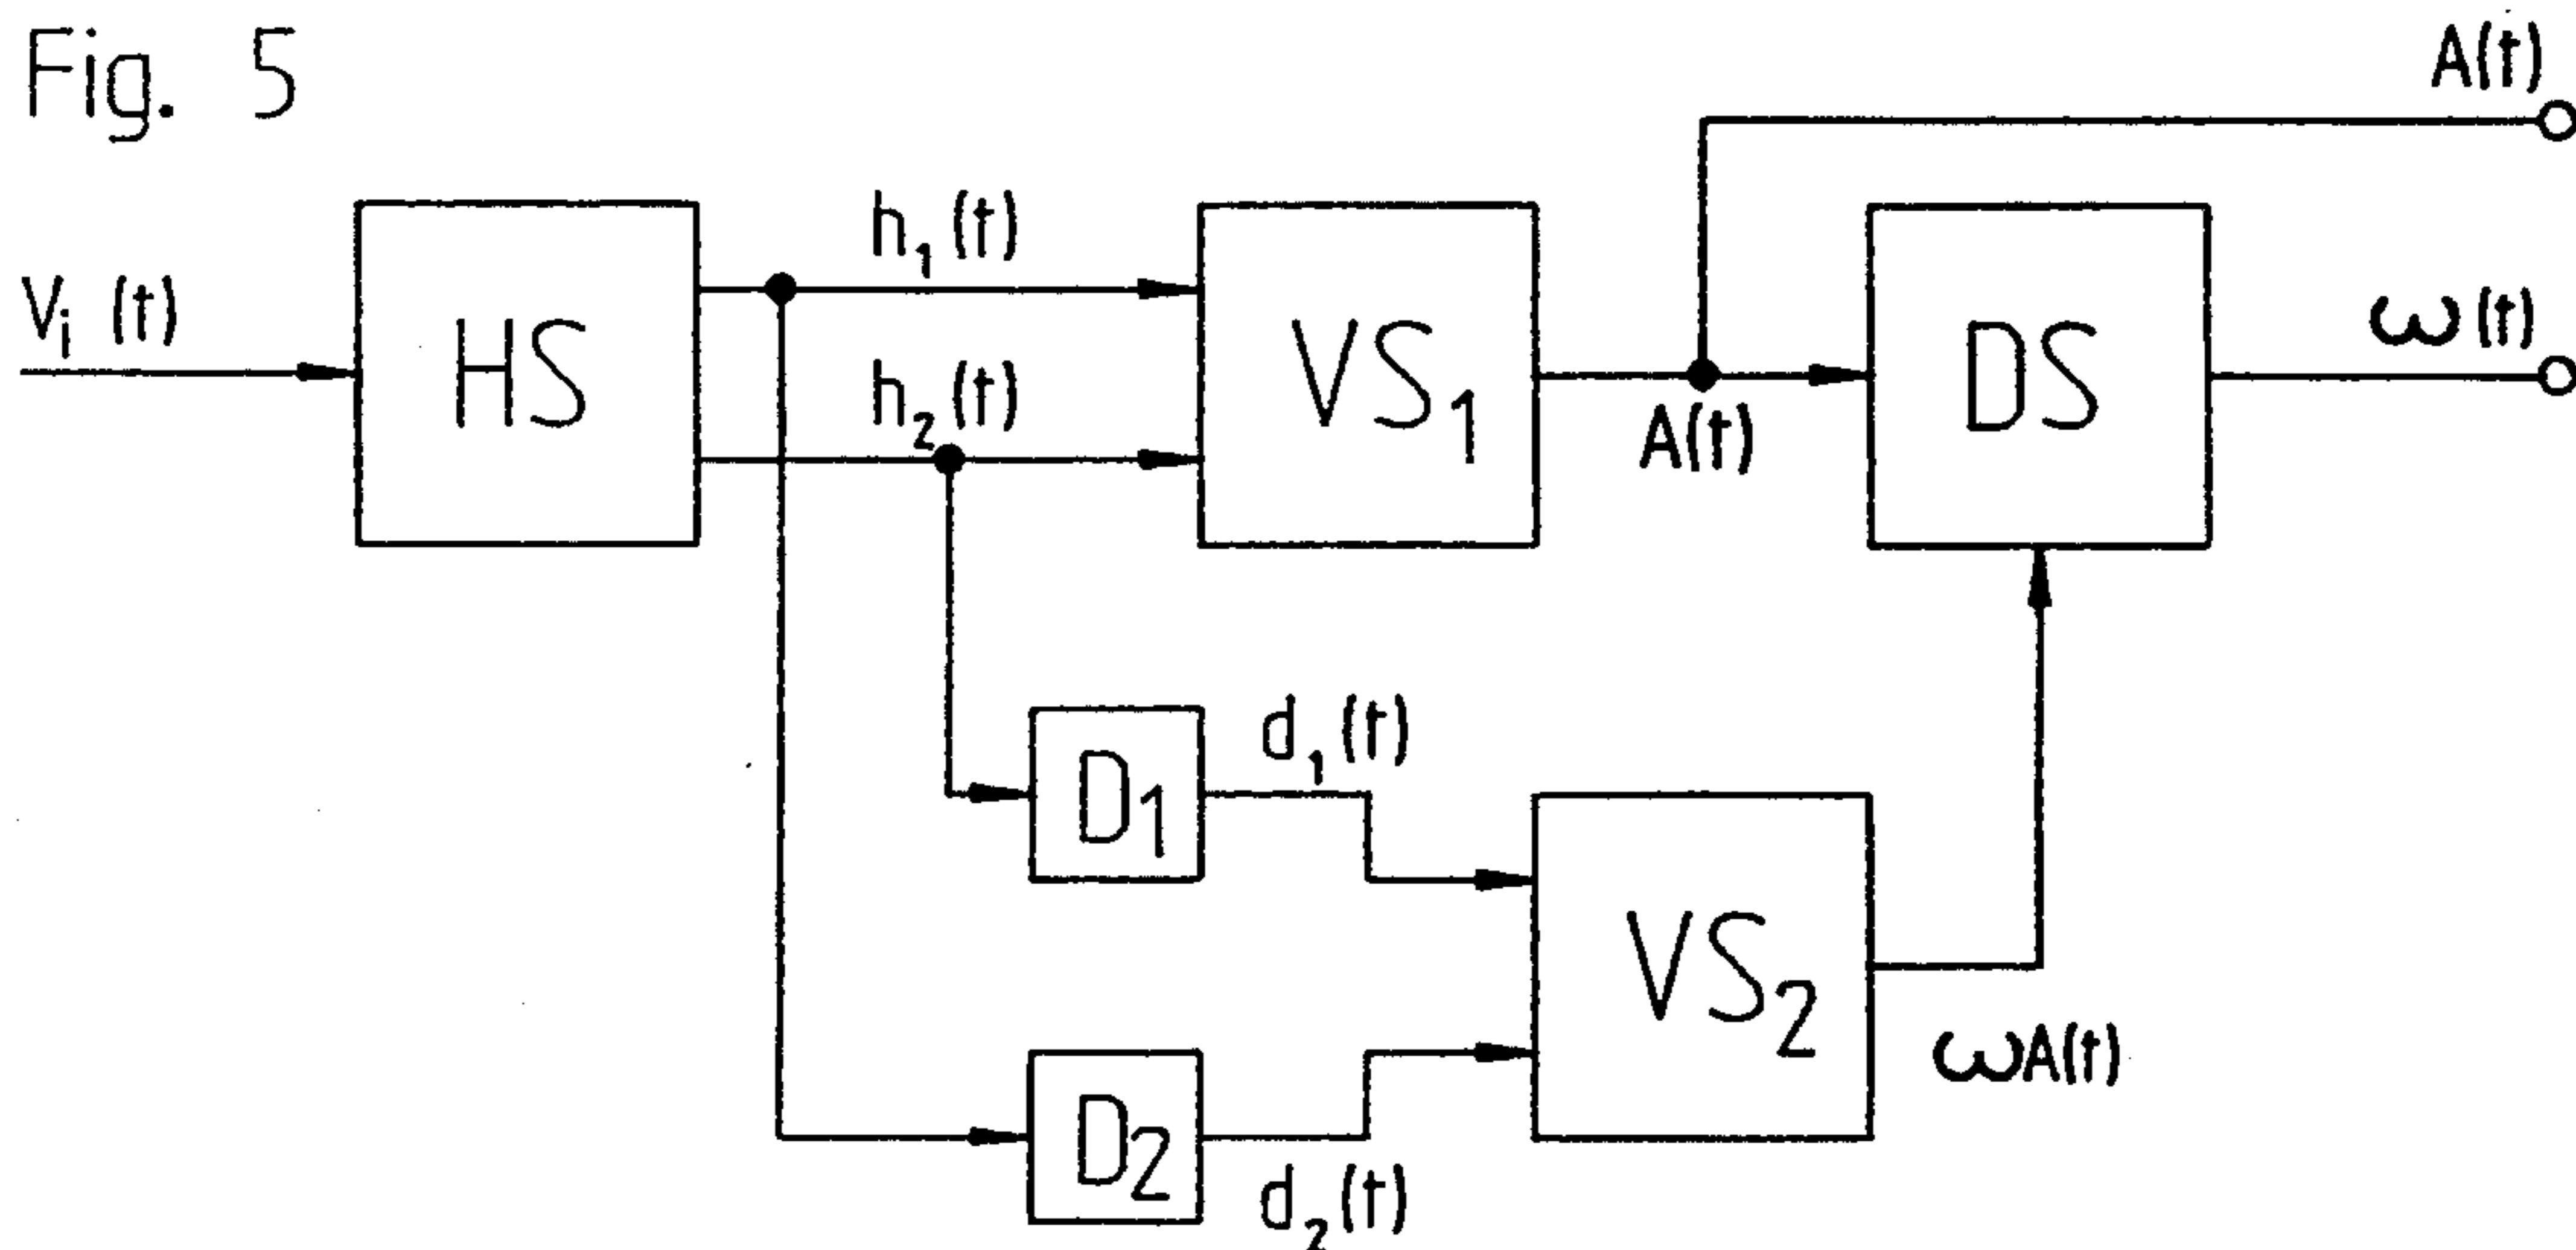 Fig. 5
A(t)
h₁(t)
Vᵢ (t)
HS
VS₁
DS
ω(t)
h₂(t)
A(t)
d₁(t)
D₁
VS₂
D₂
ωA(t)
d₂(t)